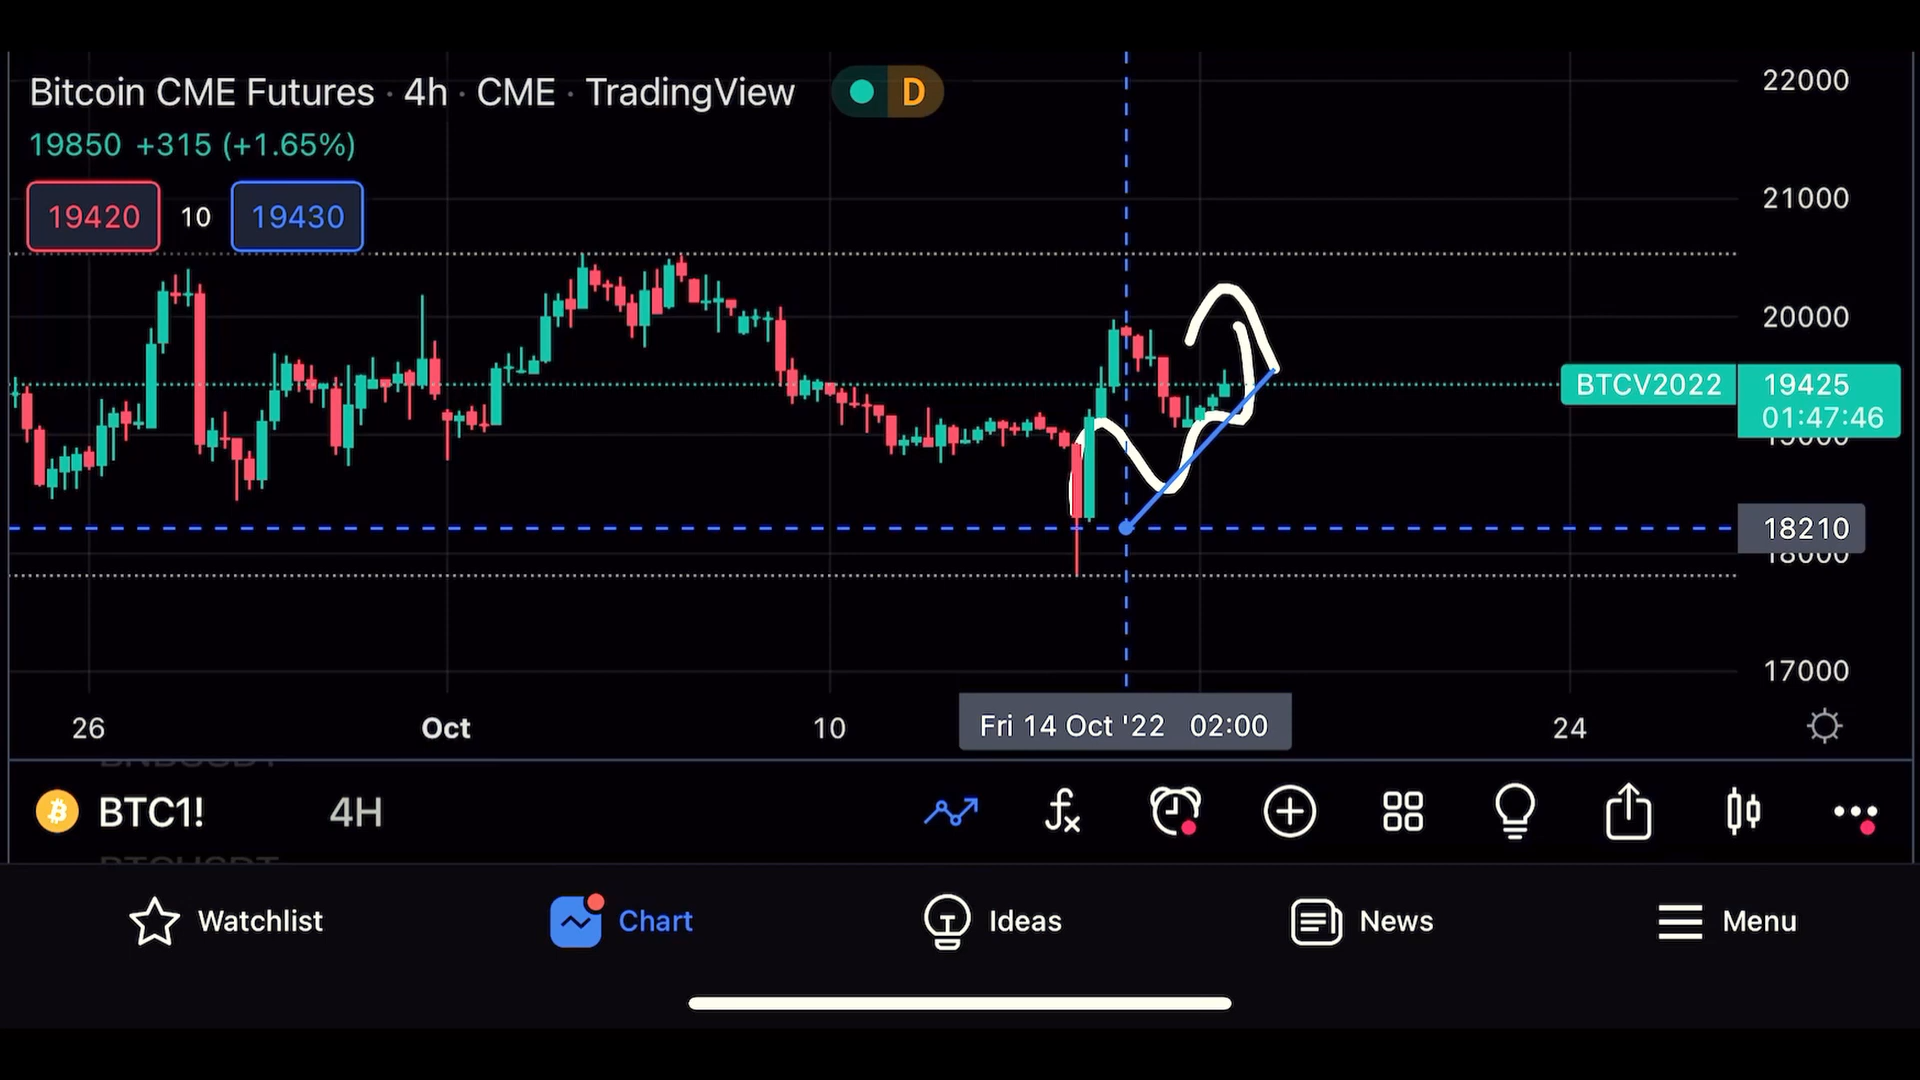 Bitcoin CME Futures · 4h · CME · TradingView D
19850 +315 (+1.65%)
19420 10 19430
22000
21000
20000
BTCV2022 19425
01:47:46
19000
18210
18000
17000
26 Oct 10 Fri 14 Oct '22 02:00 24
BTC1! 4H
Watchlist Chart Ideas News Menu